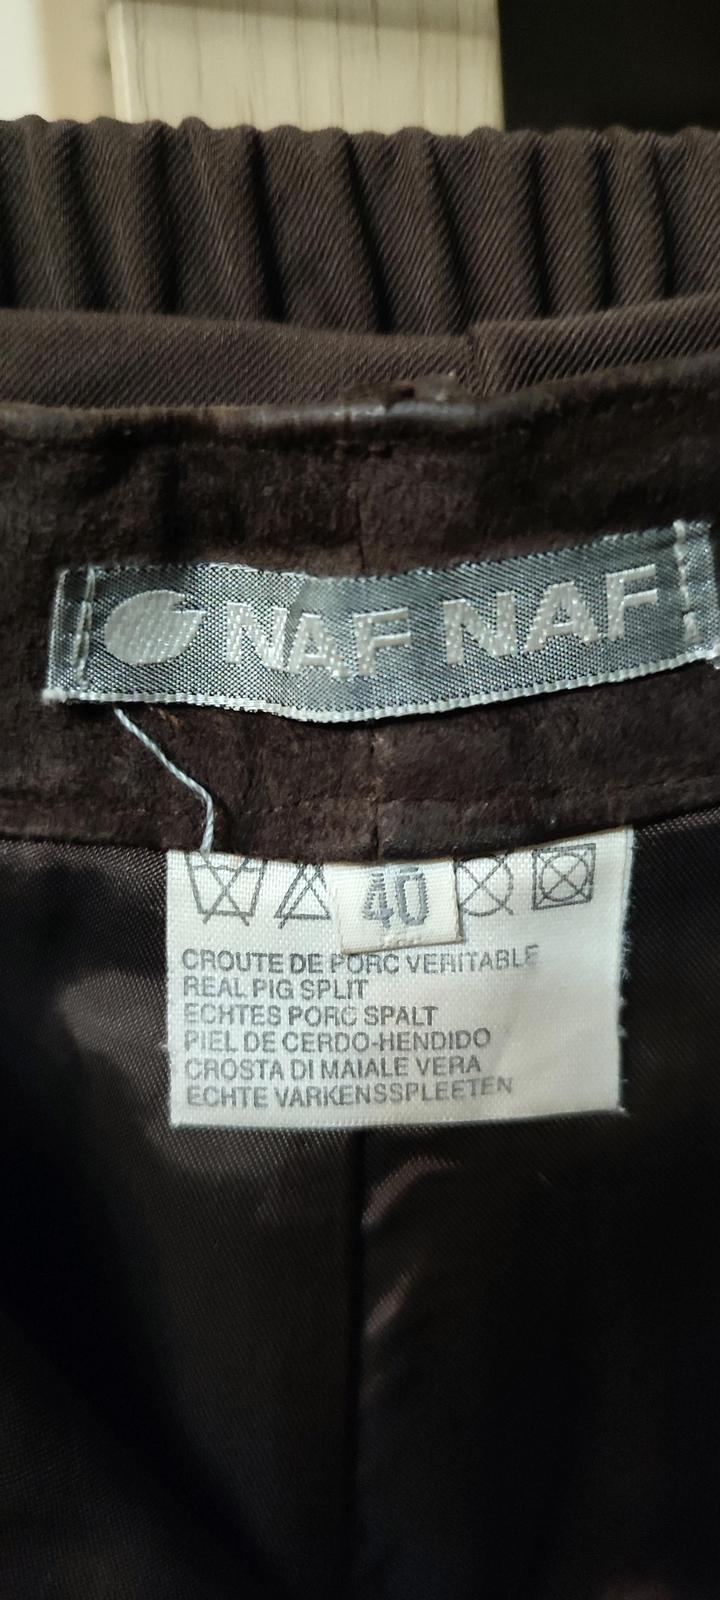 NAF NAF
40
CROUTE DE PORC VERITABLE
REAL PIG SPLIT
ECHTES PORC SPALT
PIEL DE CERDO-HENDIDO
CROSTA DI MAIALE VERA
ECHTE VARKENSSPLEETEN